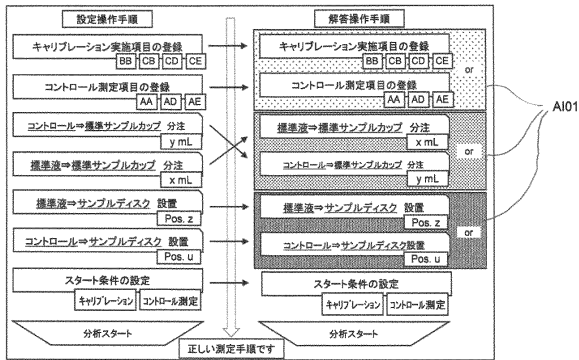 設定操作手順
キャリブレーション実施項目の登録
BB CB CD CE
コントロール測定項目の登録
AA AD AE
コントロール⇒標準サンプルカップ 分注
y mL
標準液⇒標準サンプルカップ 分注
x mL
標準液⇒サンプルディスク 設置
Pos. z
コントロール⇒サンプルディスク 設置
Pos. u
スタート条件の設定
キャリブレーション コントロール測定
分析スタート
正しい測定手順です
解答操作手順
キャリブレーション実施項目の登録
BB CB CD CE
コントロール測定項目の登録
AA AD AE
or
標準液⇒標準サンプルカップ 分注
x mL
コントロール⇒標準サンプルカップ 分注
y mL
or
標準液⇒サンプルディスク 設置
Pos. z
コントロール⇒サンプルディスク設置
Pos. u
or
スタート条件の設定
キャリブレーション コントロール測定
分析スタート
AI01